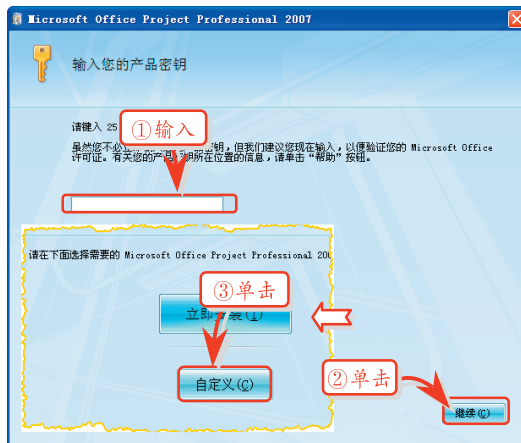 Microsoft Office Project Professional 2007
输入您的产品密钥
请键入 25
①输入
虽然您不必 钥，但我们建议您现在输入，以便验证您的 Microsoft Office
许可证。有关您的产品 所在位置的信息，请单击“帮助”按钮。
请在下面选择需要的 Microsoft Office Project Professional 200
③单击
立即安装(I)
自定义(C)
②单击
继续(C)